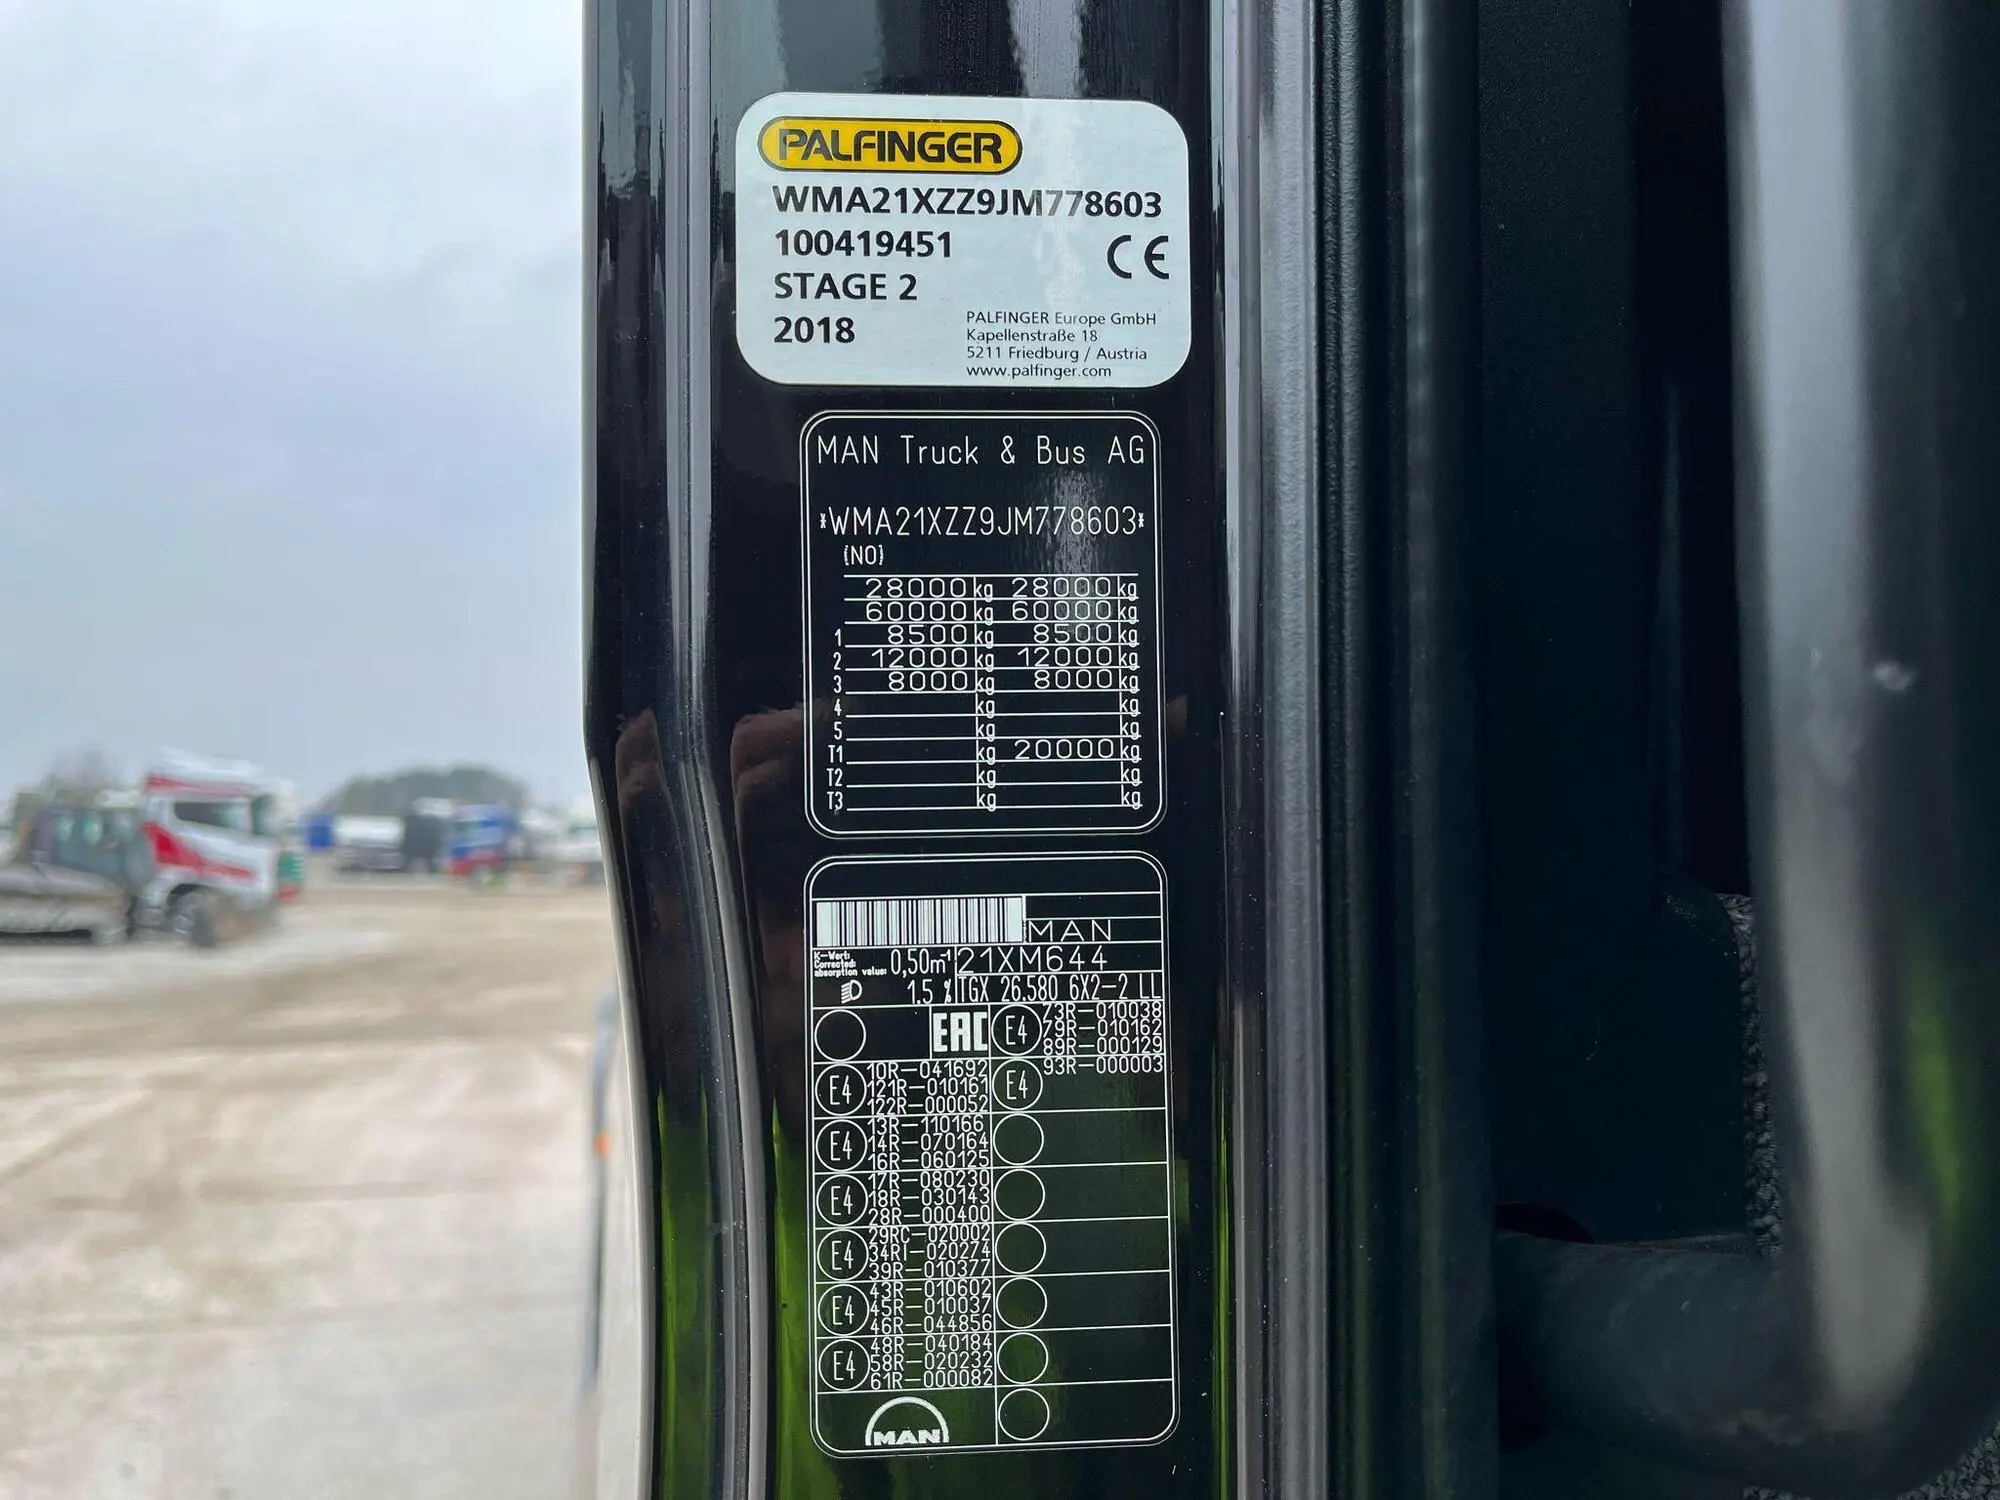 PALFINGER
WMA21XZZ9JM778603
100419451
CE
STAGE 2
2018
PALFINGER Europe GmbH
Kapellenstraße 18
5211 Friedburg / Austria
www.palfinger.com
MAN Truck & Bus AG
*WMA21XZZ9JM778603*
(NO)
28000 kg 28000 kg
60000 kg 60000 kg
1 8500 kg 8500 kg
2 12000 kg 12000 kg
3 8000 kg 8000 kg
4 kg kg
5 kg kg
T1 kg 20000 kg
T2 kg kg
T3 kg kg
MAN
K-Wert:
Corrected
absorption value: 0,50m⁻¹ 21XM644
1.5 % TGX 26.580 6X2-2 LL
EAC
E4 73R-010038
79R-010162
89R-000129
E4 93R-000003
E4 10R-041692
121R-010161
122R-000052
E4 13R-110166
14R-070164
16R-060125
E4 17R-080230
18R-030143
28R-000400
E4 29RC-020002
34RI-020274
39R-010377
E4 43R-010602
45R-010037
46R-044856
E4 48R-040184
58R-020232
61R-000082
MAN